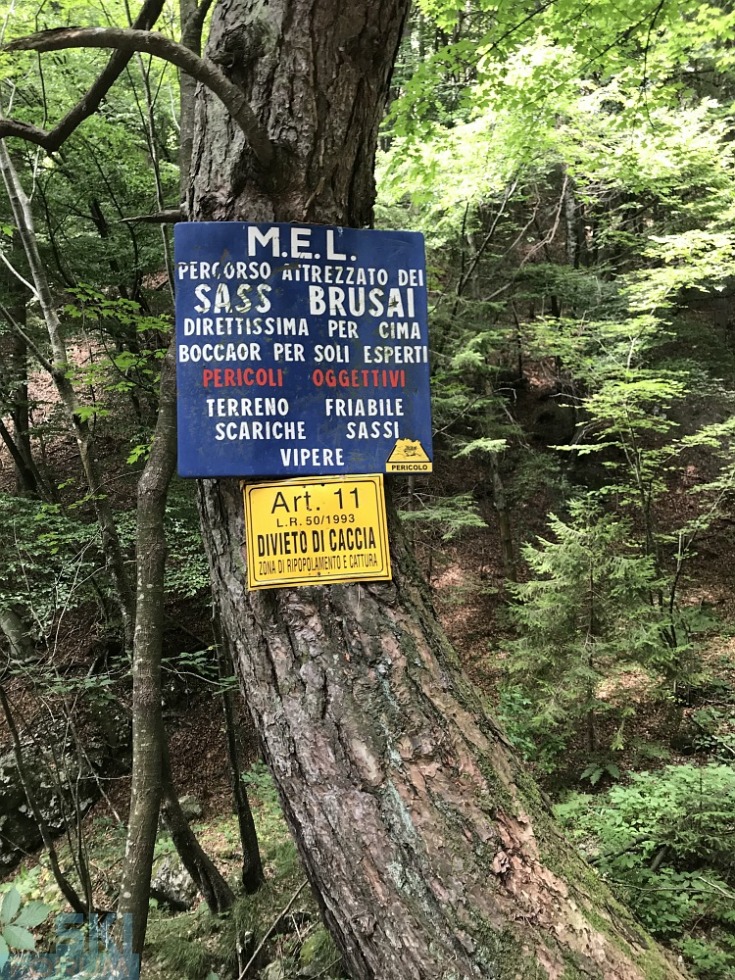 M.E.L.
PERCORSO ATTREZZATO DEI
SASS BRUSAI
DIRETTISSIMA PER CIMA
BOCCAOR PER SOLI ESPERTI
PERICOLI OGGETTIVI
TERRENO FRIABILE
SCARICHE SASSI
VIPERE
PERICOLO
Art. 11
L.R. 50/1993
DIVIETO DI CACCIA
ZONA DI RIPOPOLAMENTO E CATTURA